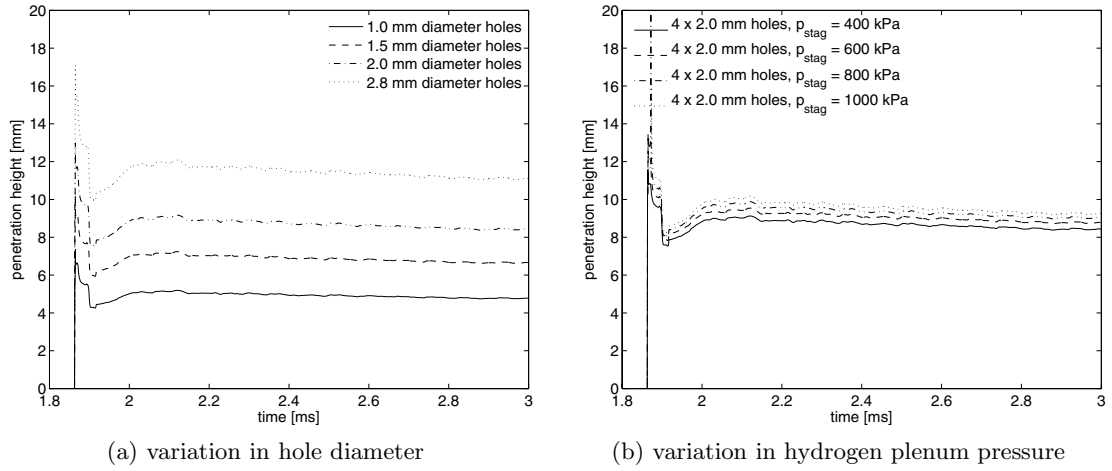 20
18
16
14
12
10
8
6
4
2
0
penetration height [mm]
1.0 mm diameter holes
1.5 mm diameter holes
2.0 mm diameter holes
2.8 mm diameter holes
1.8 2 2.2 2.4 2.6 2.8 3
time [ms]
(a) variation in hole diameter
20
18
16
14
12
10
8
6
4
2
0
penetration height [mm]
4 x 2.0 mm holes, p_stag = 400 kPa
4 x 2.0 mm holes, p_stag = 600 kPa
4 x 2.0 mm holes, p_stag = 800 kPa
4 x 2.0 mm holes, p_stag = 1000 kPa
1.8 2 2.2 2.4 2.6 2.8 3
time [ms]
(b) variation in hydrogen plenum pressure